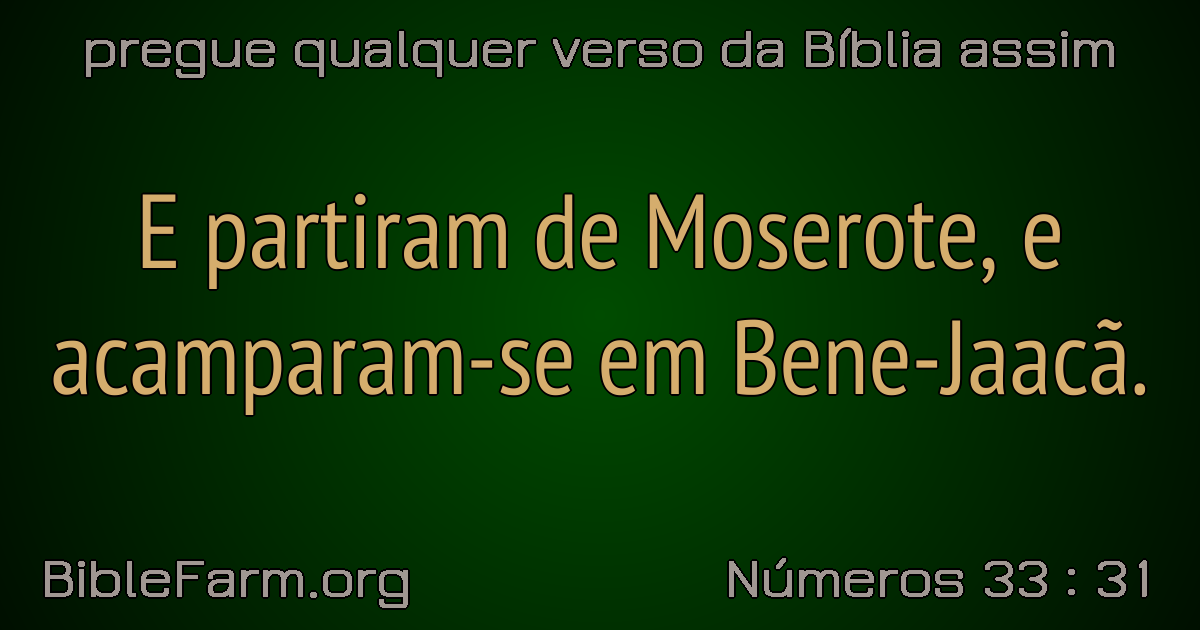 pregue qualquer verso da Bíblia assim
E partiram de Moserote, e
acamparam-se em Bene-Jaacã.
BibleFarm.org
Números 33 : 31